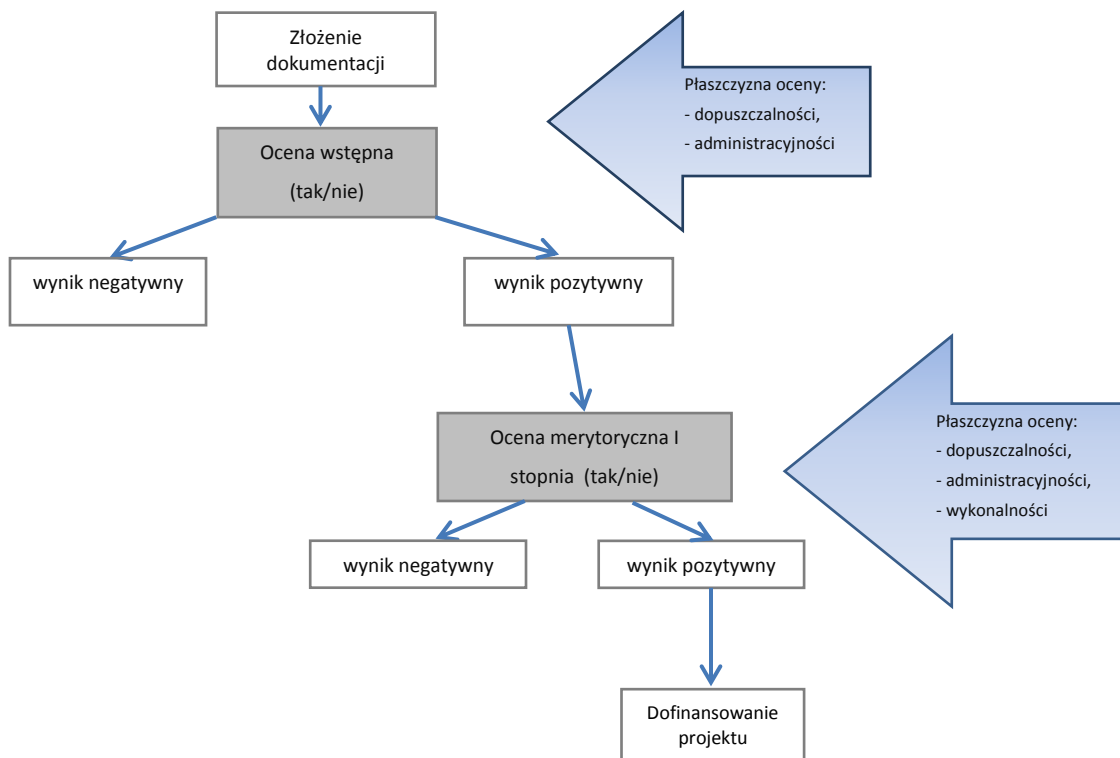 Złożenie
dokumentacji
Płaszczyzna oceny:
- dopuszczalności,
- administracyjności
Ocena wstępna
(tak/nie)
wynik negatywny
wynik pozytywny
Ocena merytoryczna I
stopnia (tak/nie)
Płaszczyzna oceny:
- dopuszczalności,
- administracyjności,
- wykonalności
wynik negatywny
wynik pozytywny
Dofinansowanie
projektu